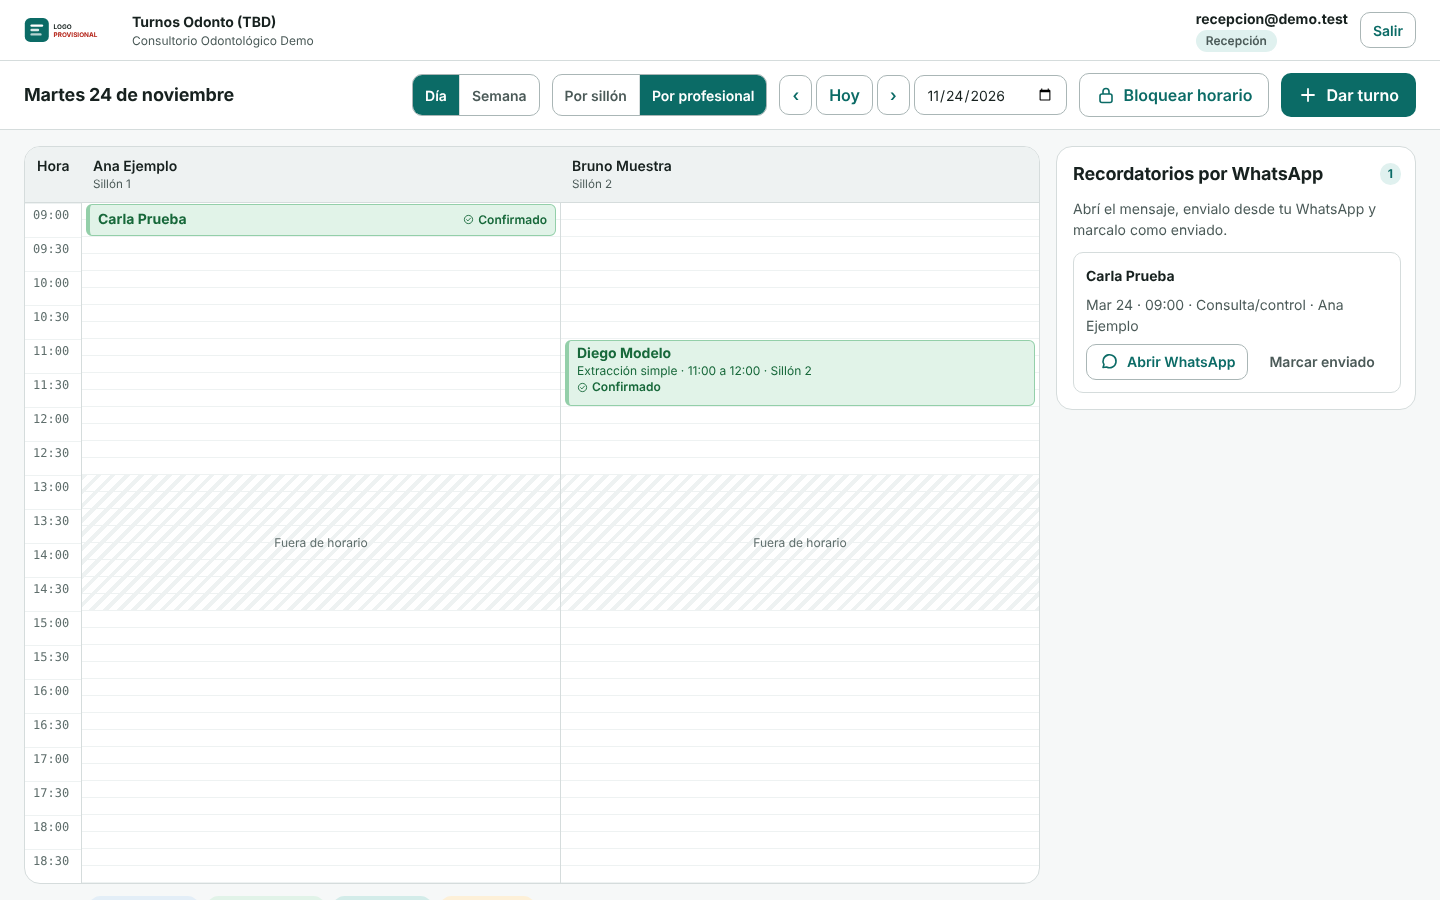 LOGO
PROVISIONAL
Turnos Odonto (TBD)
Consultorio Odontológico Demo
recepcion@demo.test
Recepción
Salir
Martes 24 de noviembre
Día
Semana
Por sillón
Por profesional
‹
Hoy
›
11/24/2026
Bloquear horario
+ Dar turno
Hora
Ana Ejemplo
Sillón 1
Bruno Muestra
Sillón 2
09:00
Carla Prueba
Confirmado
09:30
10:00
10:30
11:00
Diego Modelo
Extracción simple · 11:00 a 12:00 · Sillón 2
Confirmado
11:30
12:00
12:30
13:00
13:30
Fuera de horario
Fuera de horario
14:00
14:30
15:00
15:30
16:00
16:30
17:00
17:30
18:00
18:30
Recordatorios por WhatsApp
1
Abrí el mensaje, envialo desde tu WhatsApp y
marcalo como enviado.
Carla Prueba
Mar 24 · 09:00 · Consulta/control · Ana
Ejemplo
Abrir WhatsApp
Marcar enviado